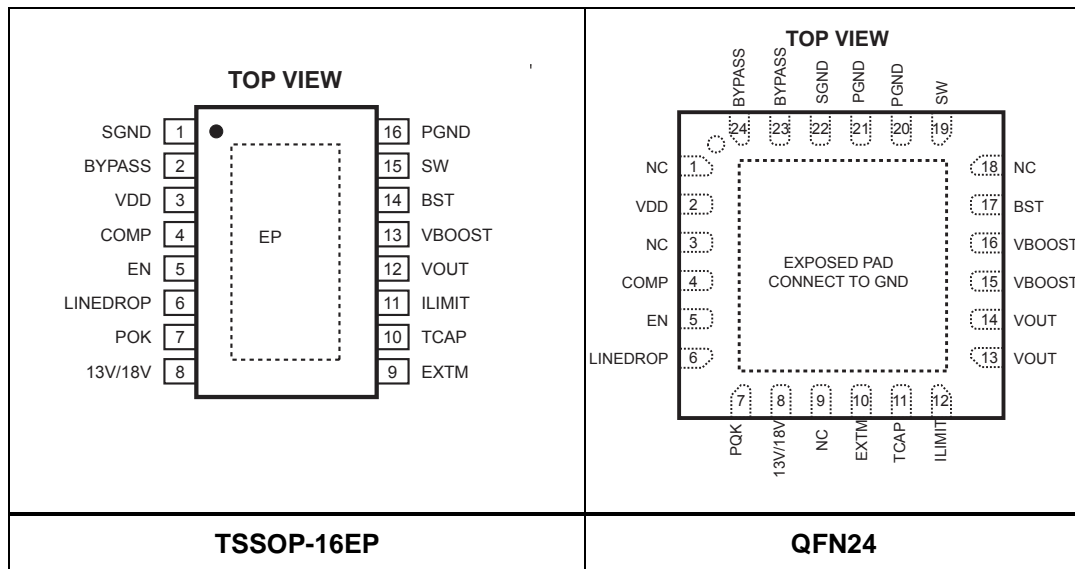 TOP VIEW
SGND 1
BYPASS 2
VDD 3
COMP 4
EN 5
LINEDROP 6
POK 7
13V/18V 8
EP
16 PGND
15 SW
14 BST
13 VBOOST
12 VOUT
11 ILIMIT
10 TCAP
9 EXTM
TSSOP-16EP
TOP VIEW
BYPASS 24
BYPASS 23
SGND 22
PGND 21
PGND 20
SW 19
NC 1
VDD 2
NC 3
COMP 4
EN 5
LINEDROP 6
EXPOSED PAD
CONNECT TO GND
18 NC
17 BST
16 VBOOST
15 VBOOST
14 VOUT
13 VOUT
7 PQK
8 13V/18V
9 NC
10 EXTM
11 TCAP
12 ILIMIT
QFN24